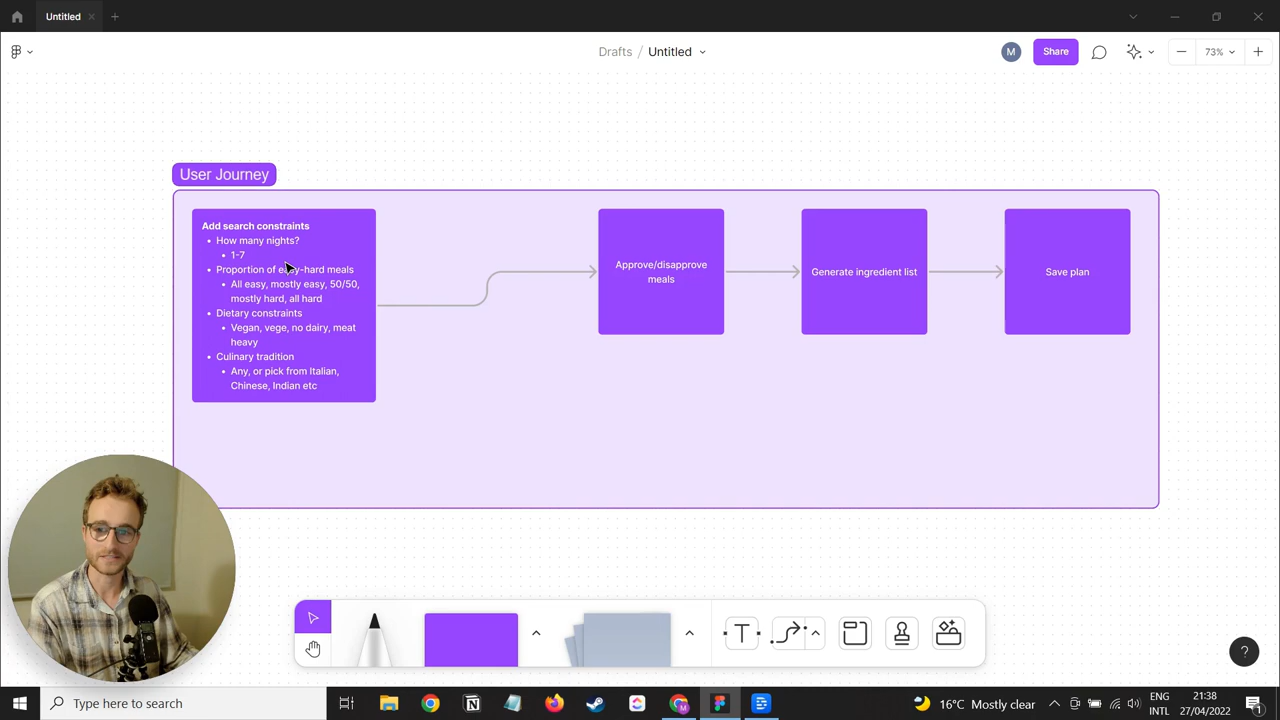 Untitled
Drafts / Untitled
M
Share
73%
User Journey
Add search constraints
How many nights?
1-7
Proportion of easy-hard meals
All easy, mostly easy, 50/50,
mostly hard, all hard
Dietary constraints
Vegan, vege, no dairy, meat
heavy
Culinary tradition
Any, or pick from Italian,
Chinese, Indian etc
Approve/disapprove
meals
Generate ingredient list
Save plan
T
?
Type here to search
16°C Mostly clear
ENG
INTL
21:38
27/04/2022